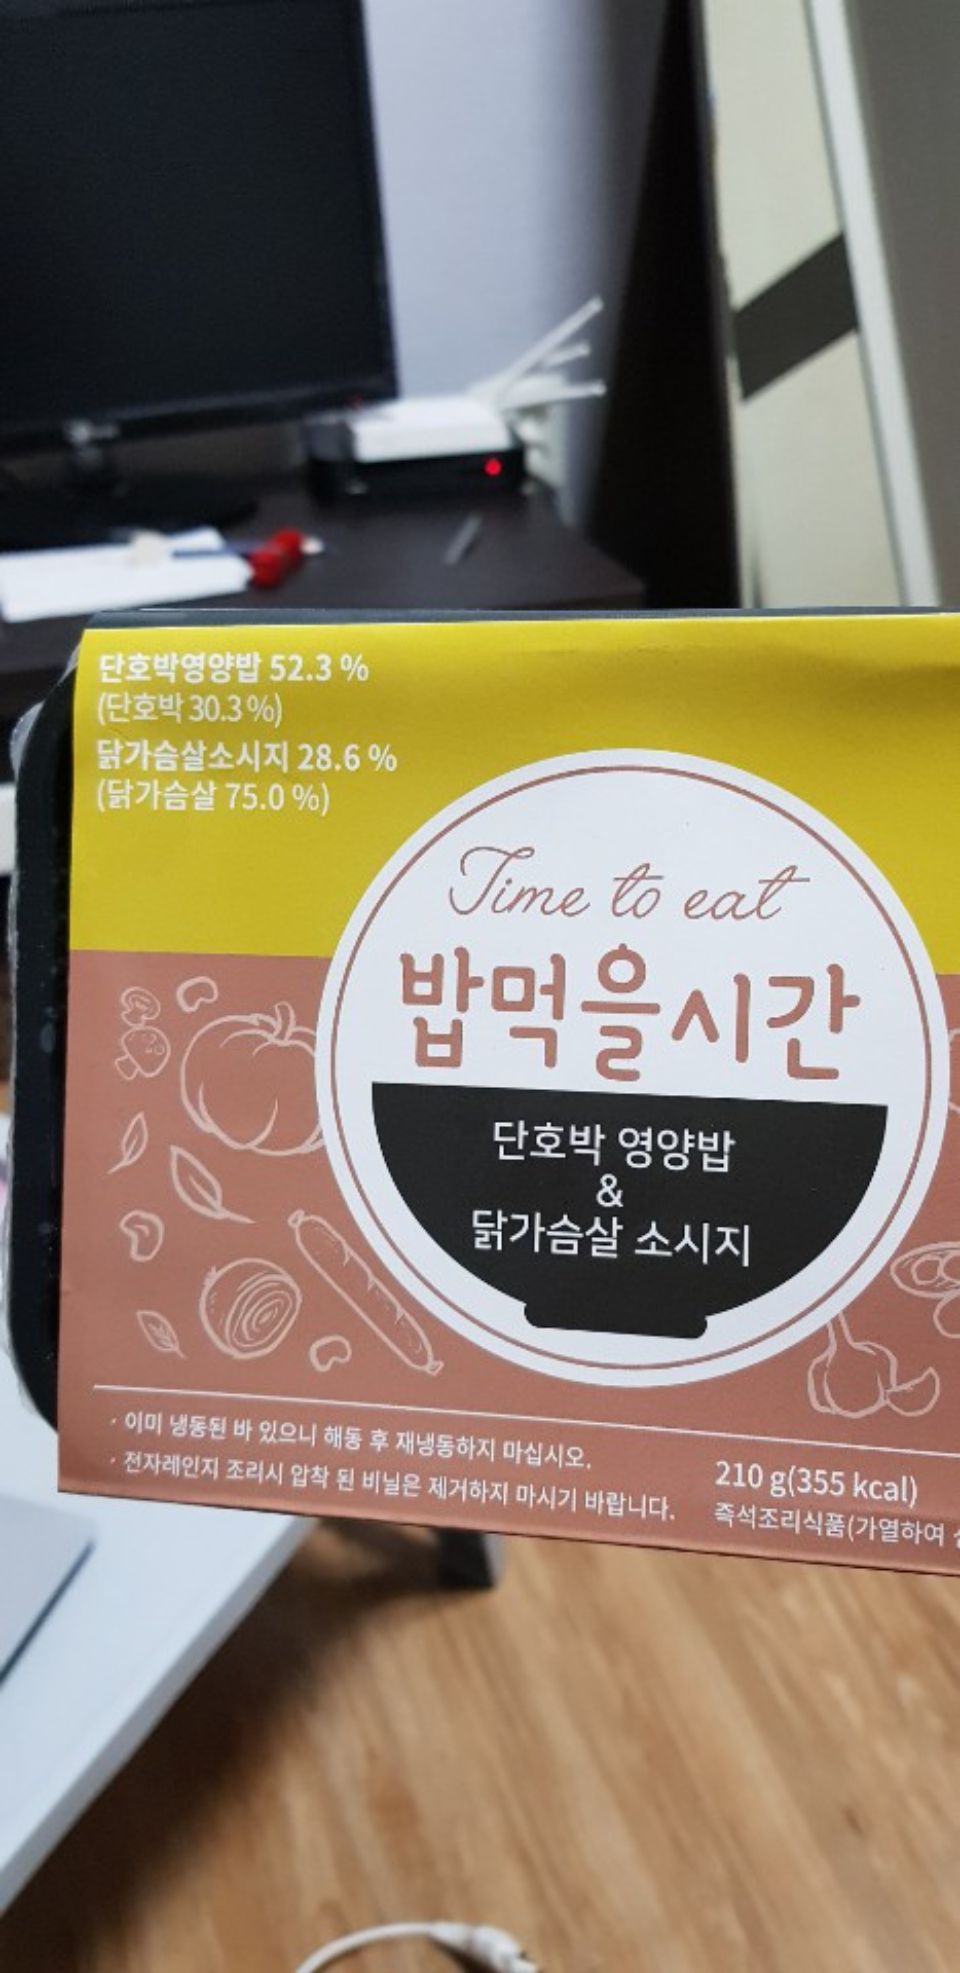 단호박영양밥 52.3 %
(단호박 30.3 %)
닭가슴살소시지 28.6 %
(닭가슴살 75.0 %)
Time to eat
밥먹을시간
단호박 영양밥
&
닭가슴살 소시지
· 이미 냉동된 바 있으니 해동 후 재냉동하지 마십시오.
· 전자레인지 조리시 압착 된 비닐은 제거하지 마시기 바랍니다.
210 g(355 kcal)
즉석조리식품(가열하여